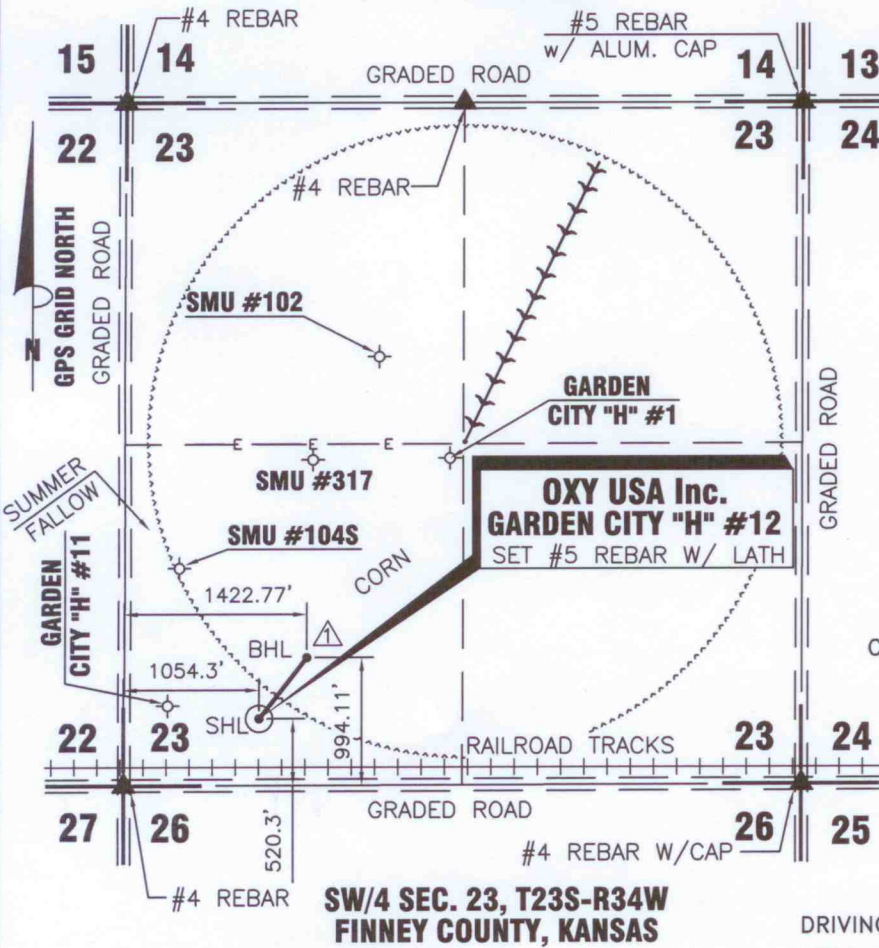 #4 REBAR
#5 REBAR
w/ ALUM. CAP
15 14
GRADED ROAD
14 13
22 23
23 24
#4 REBAR
GPS GRID NORTH
GRADED ROAD
N
SMU #102
GARDEN
CITY "H" #1
GRADED ROAD
E E E
SMU #317
OXY USA Inc.
GARDEN CITY "H" #12
SET #5 REBAR W/ LATH
SUMMER
FALLOW
SMU #104S
CORN
GARDEN
CITY "H" #11
1422.77'
BHL
1
1054.3'
994.11'
SHL
22 23
RAILROAD TRACKS
23 24
GRADED ROAD
27 26
520.3'
26 25
#4 REBAR W/CAP
#4 REBAR
SW/4 SEC. 23, T23S-R34W
FINNEY COUNTY, KANSAS